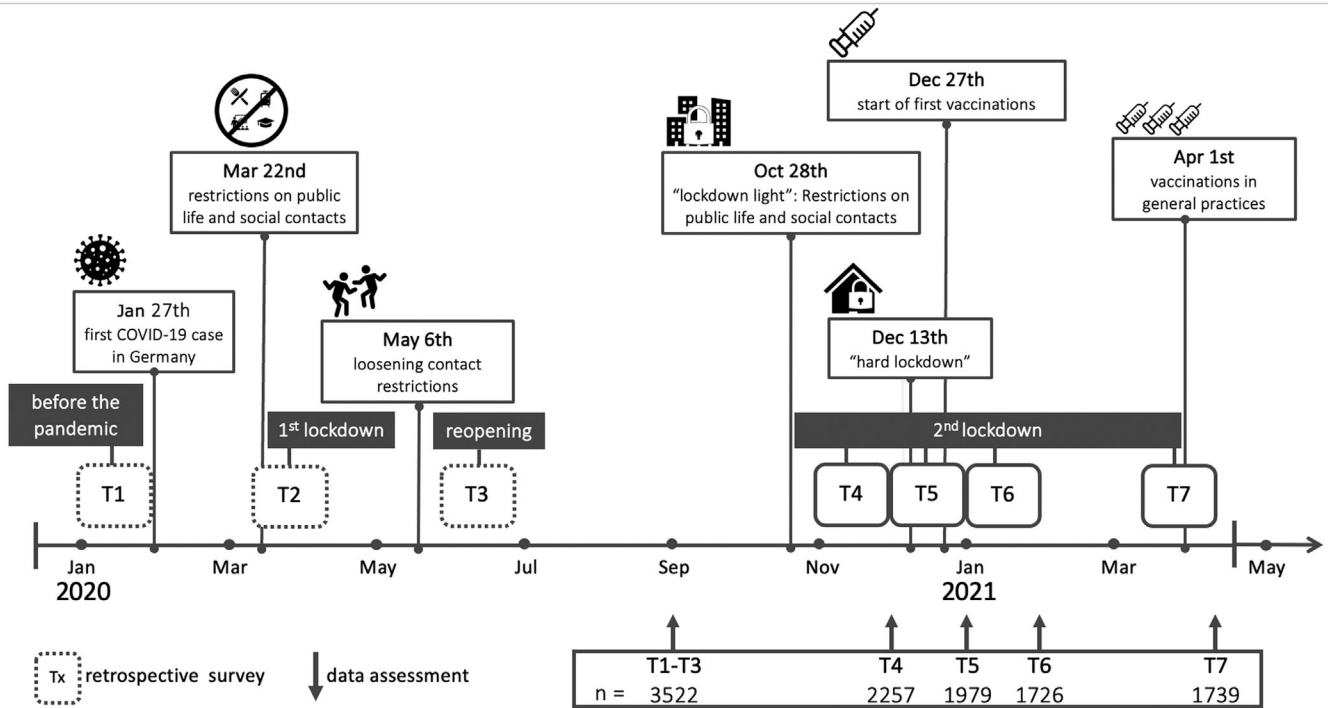 Dec 27th
start of first vaccinations
Mar 22nd
restrictions on public
life and social contacts
Oct 28th
“lockdown light”: Restrictions on
public life and social contacts
Apr 1st
vaccinations in
general practices
Jan 27th
first COVID-19 case
in Germany
May 6th
loosening contact
restrictions
Dec 13th
“hard lockdown”
before the
pandemic
1st lockdown
reopening
2nd lockdown
T1
T2
T3
T4
T5
T6
T7
Jan
Mar
May
Jul
Sep
Nov
Jan
Mar
May
2020
2021
Tx
retrospective survey
data assessment
T1-T3 T4 T5 T6 T7
n = 3522 2257 1979 1726 1739